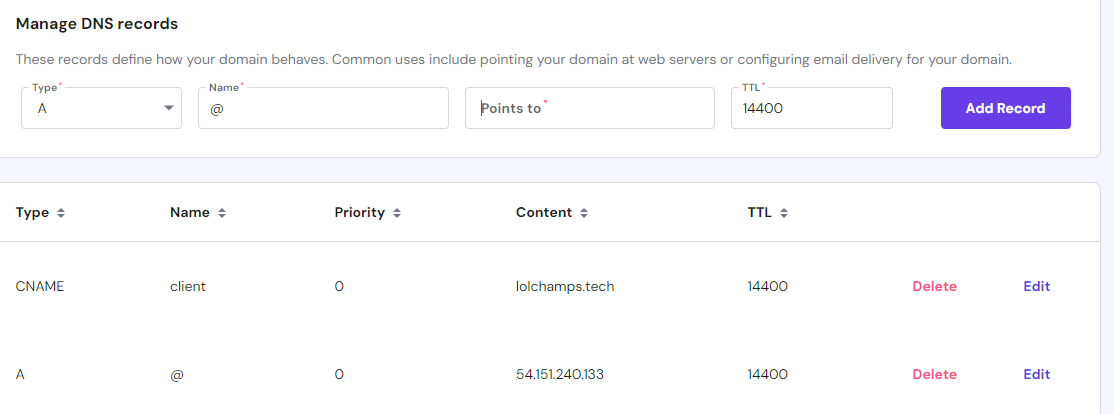 Manage DNS records
These records define how your domain behaves. Common uses include pointing your domain at web servers or configuring email delivery for your domain.
Type* Name* TTL*
A @ Points to* 14400 Add Record
Type Name Priority Content TTL
CNAME client 0 lolchamps.tech 14400 Delete Edit
A @ 0 54.151.240.133 14400 Delete Edit